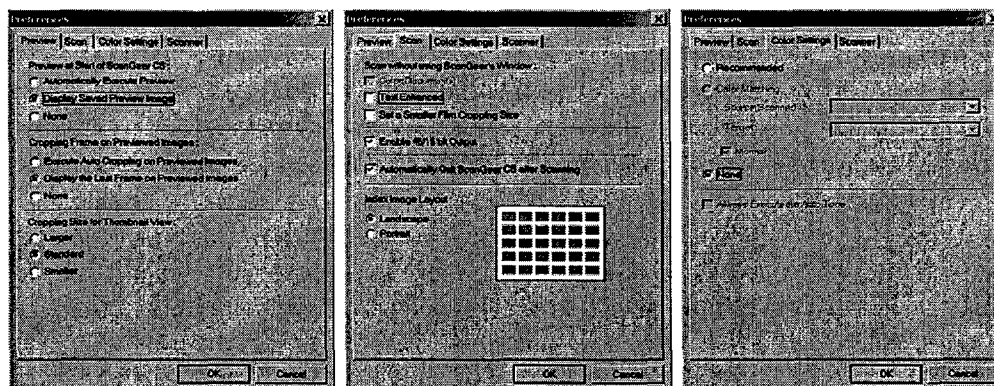 Preferences
Preview Scan Color Settings Scanner
Preview at Start of ScanGear CS :
Automatically Execute Preview
Display Saved Preview Image
None
Cropping Frame on Previewed Images :
Execute Auto Cropping on Previewed Images
Display the Last Frame on Previewed Images
None
Cropping Size for Thumbnail View :
Larger
Standard
Smaller
OK Cancel
Preferences
Preview Scan Color Settings Scanner
Scan without using ScanGear's Window :
Text Enhanced
Set a Smaller Film Cropping Size
Enable 48/16 bit Output
Automatically Quit ScanGear CS after Scanning
Index Image Layout
Landscape
Portrait
OK Cancel
Preferences
Preview Scan Color Settings Scanner
Recommended
Color Matching
Source(Scanner) :
Target :
None
Always Execute the Auto Tone
OK Cancel